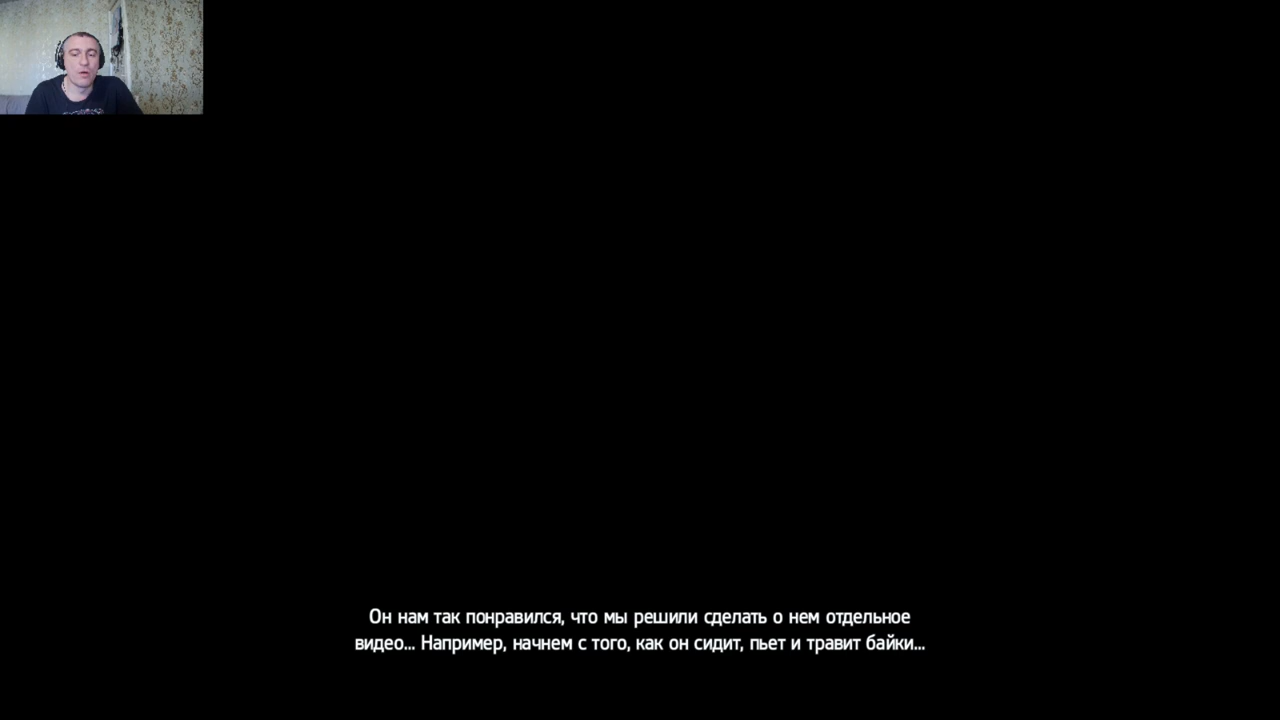 Он нам так понравился, что мы решили сделать о нем отдельное
видео... Например, начнем с того, как он сидит, пьет и травит байки...